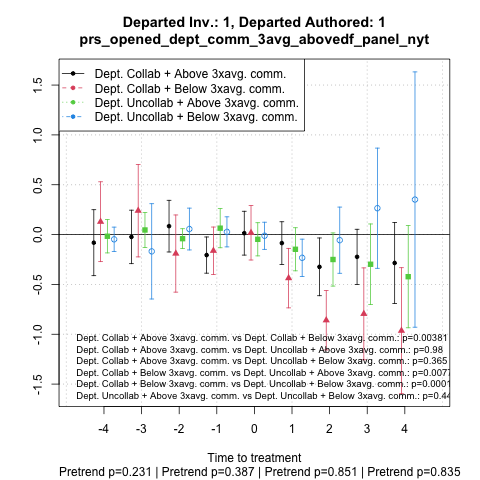 Departed Inv.: 1, Departed Authored: 1
prs_opened_dept_comm_3avg_abovedf_panel_nyt
Dept. Collab + Above 3xavg. comm.
Dept. Collab + Below 3xavg. comm.
Dept. Uncollab + Above 3xavg. comm.
Dept. Uncollab + Below 3xavg. comm.
1.5
1.0
0.5
0.0
-0.5
-1.0
-1.5
Dept. Collab + Above 3xavg. comm. vs Dept. Collab + Below 3xavg. comm.: p=0.00381
Dept. Collab + Above 3xavg. comm. vs Dept. Uncollab + Above 3xavg. comm.: p=0.98
Dept. Collab + Above 3xavg. comm. vs Dept. Uncollab + Below 3xavg. comm.: p=0.365
Dept. Collab + Below 3xavg. comm. vs Dept. Uncollab + Above 3xavg. comm.: p=0.0077
Dept. Collab + Below 3xavg. comm. vs Dept. Uncollab + Below 3xavg. comm.: p=0.0001
Dept. Uncollab + Above 3xavg. comm. vs Dept. Uncollab + Below 3xavg. comm.: p=0.44
-4 -3 -2 -1 0 1 2 3 4
Time to treatment
Pretrend p=0.231 | Pretrend p=0.387 | Pretrend p=0.851 | Pretrend p=0.835